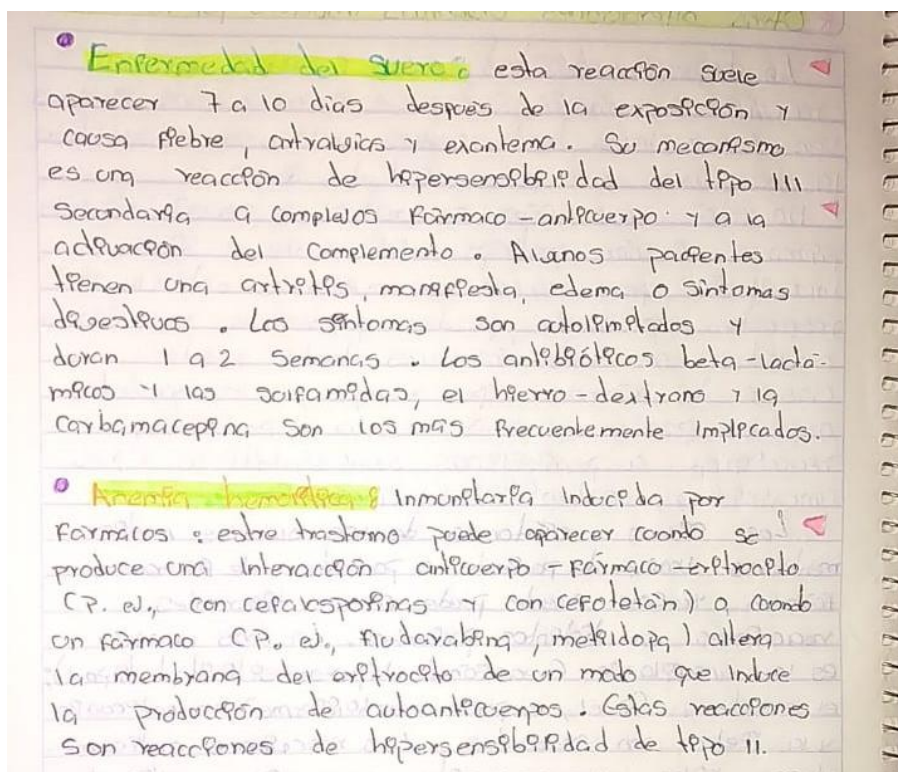 Enfermedad del suero: esta reacción suele
aparecer 7 a 10 dias después de la exposición y
causa fiebre, artralgias y exantema. Su mecanismo
es una reacción de hipersensibilidad del tipo III
Secundaria a complejos Fármaco-anticuerpo y a la
activación del complemento. Algunos pacientes
tienen una artritis, manifiesta, edema o sintomas
digestivos. Los síntomas son autolimitados y
duran 1 a 2 Semanas. Los antibióticos beta-lactá-
micos y las sulfamidas, el hierro-dextrano y la
Carbamacepina Son los más frecuentemente implicados.
Anemia hemolítica: Inmunitaria Inducida por
Fármacos: estre trastorno puede aparecer cuando se
produce una Interacción anticuerpo-Fármaco-eritrocito
(P. ej., con cefalosporinas y con cefotetán) o cuando
un fármaco (P. ej., fludarabina, metildopa) altera
la membrana del eritrocito de un modo que Induce
la producción de autoanticuerpos. Estas reacciones
son reacciones de hipersensibilidad de tipo II.